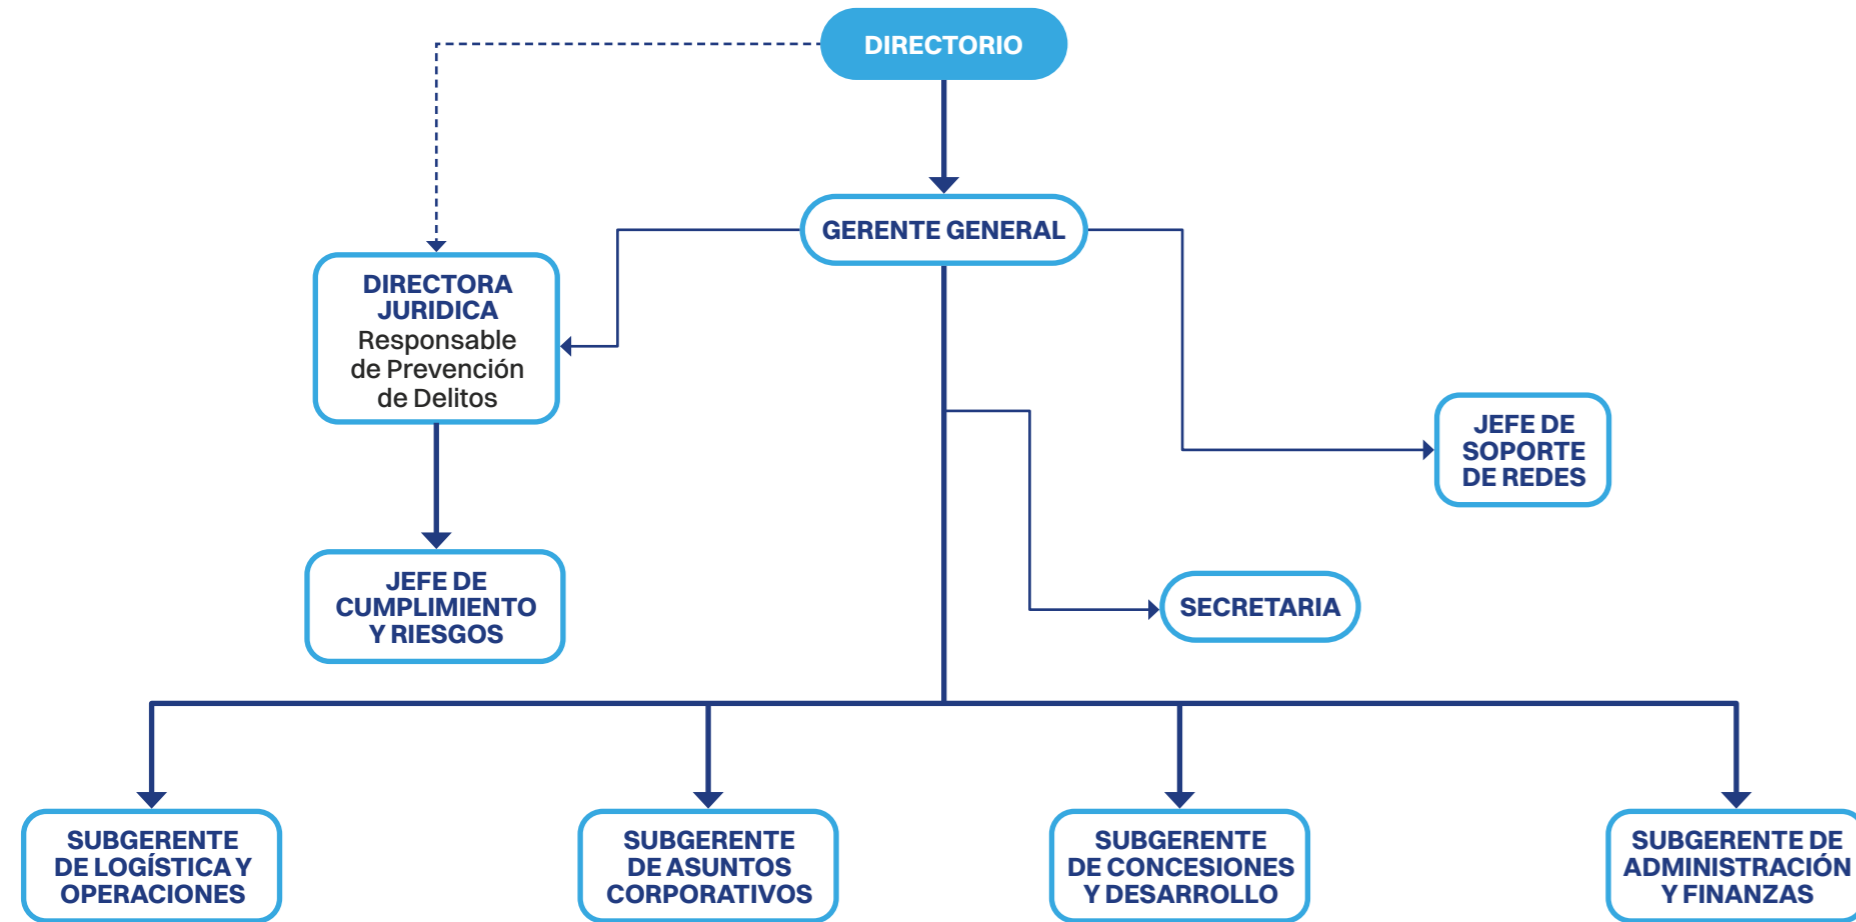 DIRECTORIO
GERENTE GENERAL
DIRECTORA
JURIDICA
Responsable
de Prevención
de Delitos
JEFE DE
SOPORTE
DE REDES
JEFE DE
CUMPLIMIENTO
Y RIESGOS
SECRETARIA
SUBGERENTE
DE LOGÍSTICA Y
OPERACIONES
SUBGERENTE
DE ASUNTOS
CORPORATIVOS
SUBGERENTE
DE CONCESIONES
Y DESARROLLO
SUBGERENTE DE
ADMINISTRACIÓN
Y FINANZAS